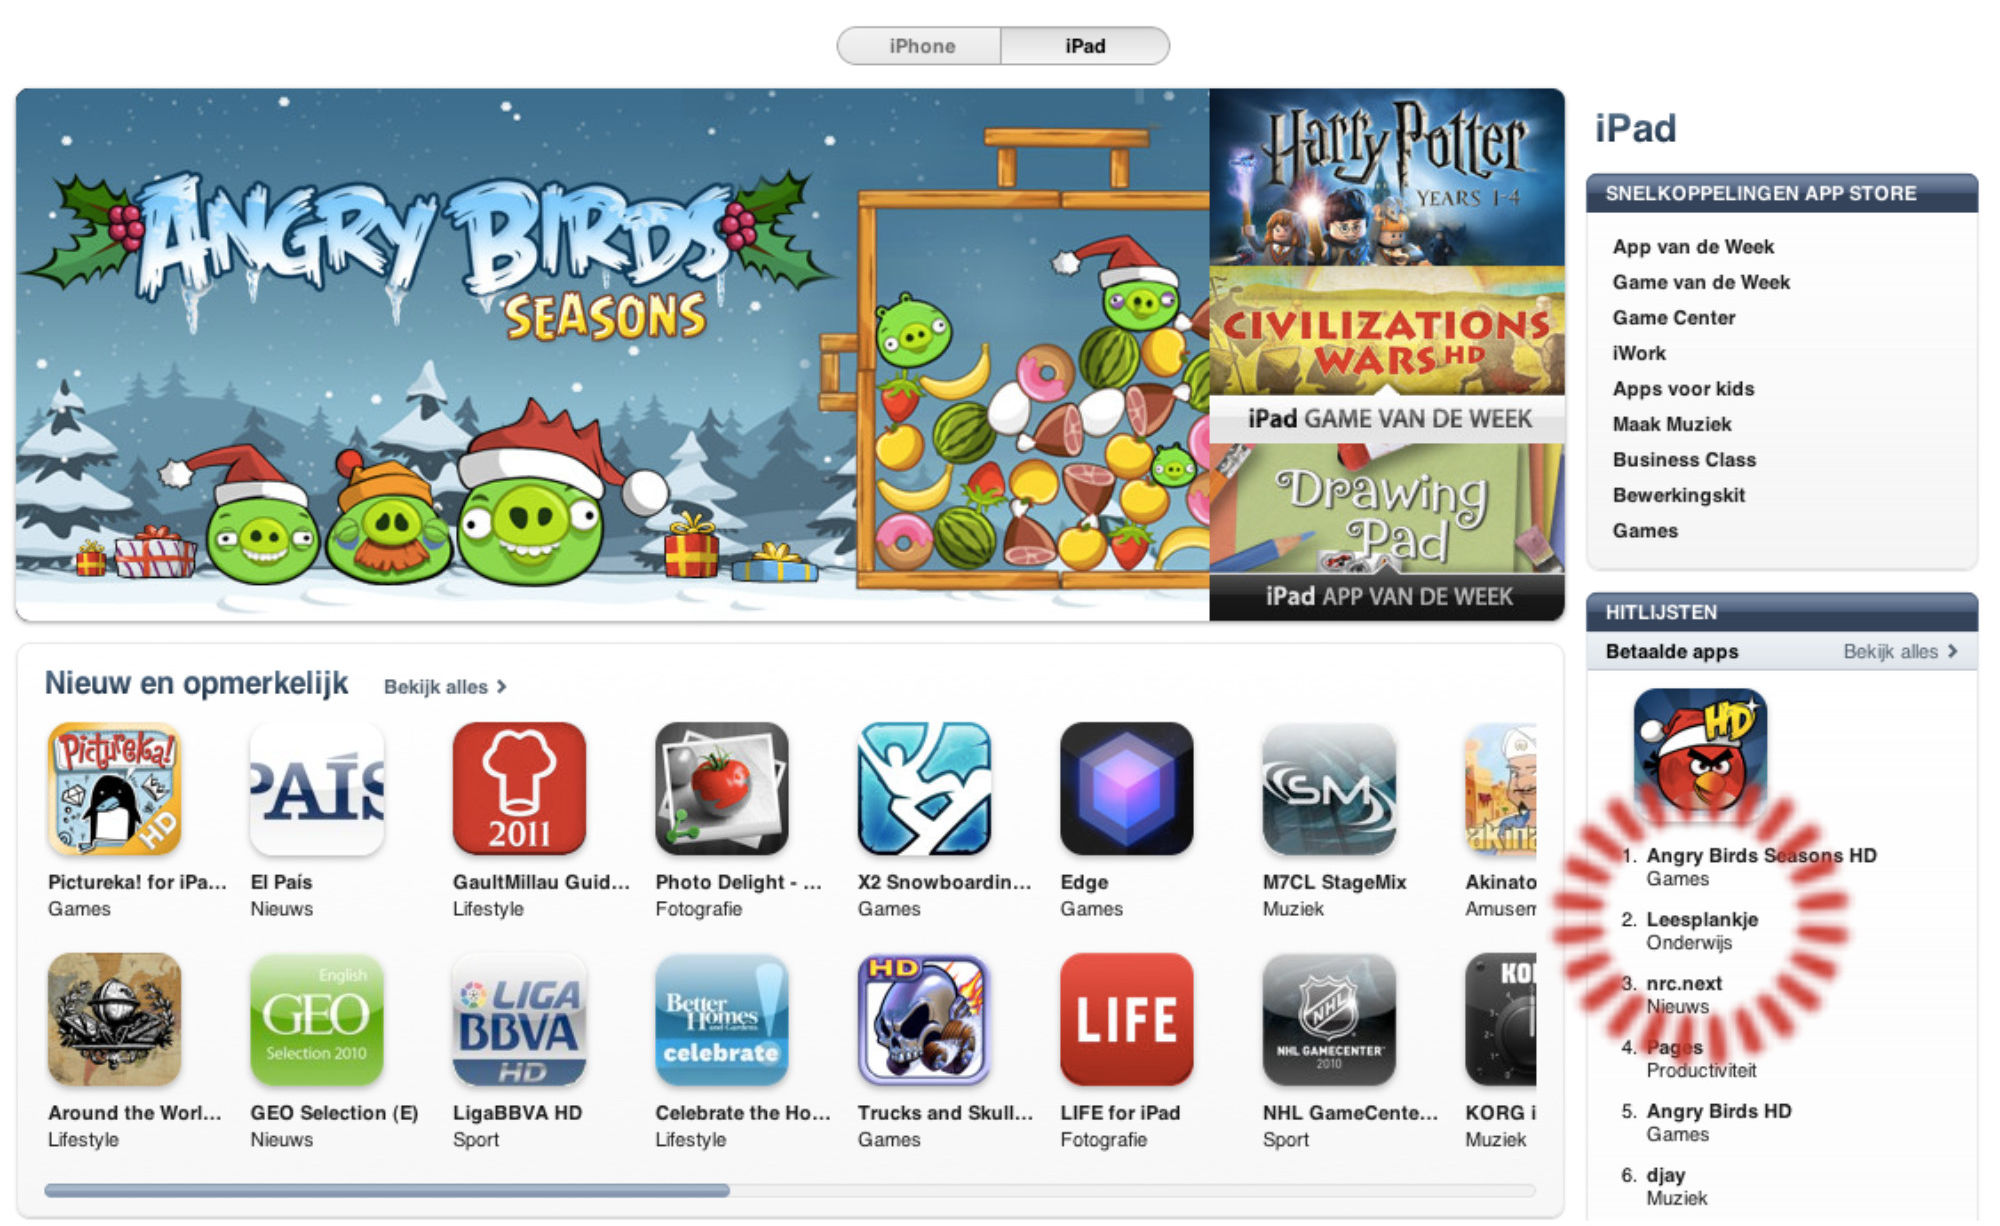 iPhone
iPad
ANGRY BIRDS
SEASONS
Harry Potter
YEARS 1-4
CIVILIZATIONS
WARS HD
iPad GAME VAN DE WEEK
Drawing
Pad
iPad APP VAN DE WEEK
iPad
SNELKOPPELINGEN APP STORE
App van de Week
Game van de Week
Game Center
iWork
Apps voor kids
Maak Muziek
Business Class
Bewerkingskit
Games
HITLIJSTEN
Betaalde apps Bekijk alles
HD
1. Angry Birds Seasons HD
Games
2. Leesplankje
Onderwijs
3. nrc.next
Nieuws
4. Pages
Productiviteit
5. Angry Birds HD
Games
6. djay
Muziek
Nieuw en opmerkelijk Bekijk alles
Pictureka!
HD
PAÍS
2011
SM
akina
Pictureka! for iPa... El País GaultMillau Guid... Photo Delight - ... X2 Snowboardin... Edge M7CL StageMix Akinato
Games Nieuws Lifestyle Fotografie Games Games Muziek Amusem
English
GEO
Selection 2010
LIGA
BBVA
HD
Better
Homes
and Gardens
celebrate
HD
LIFE
NHL
NHL GAMECENTER
2010
KO
Around the Worl... GEO Selection (E) LigaBBVA HD Celebrate the Ho... Trucks and Skull... LIFE for iPad NHL GameCente... KORG i
Lifestyle Nieuws Sport Lifestyle Games Fotografie Sport Muziek